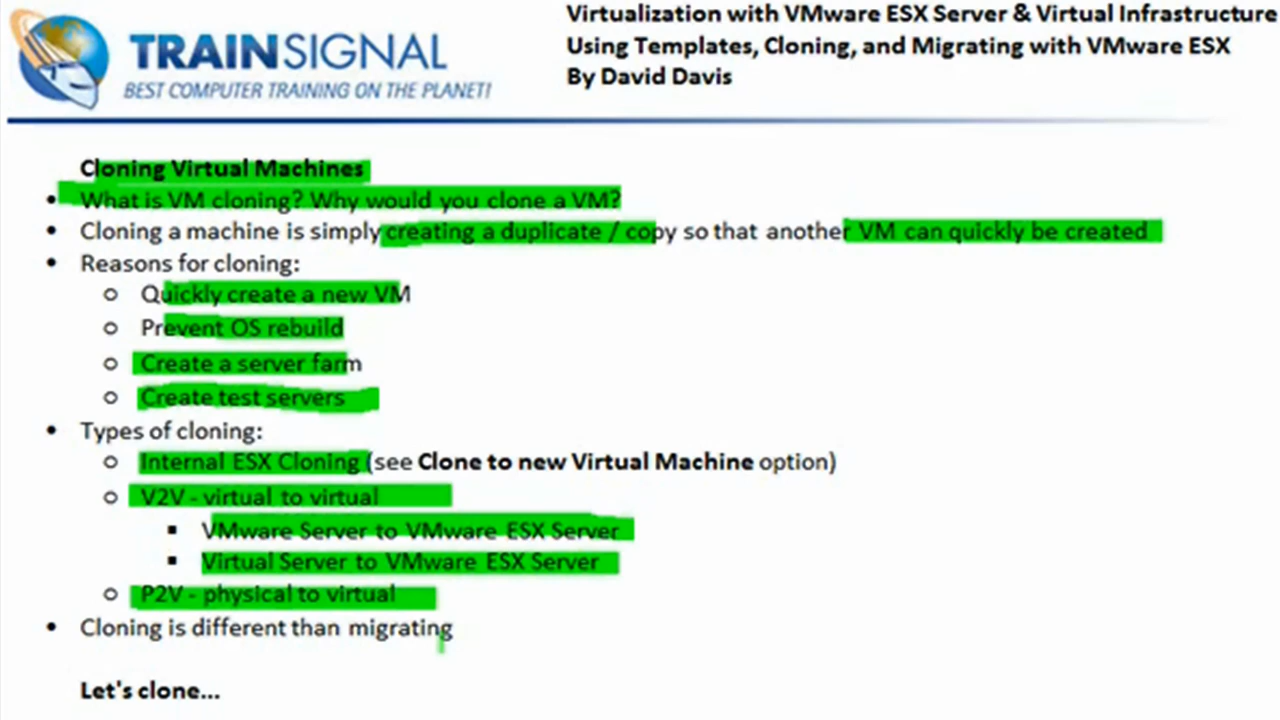 TRAINSIGNAL
BEST COMPUTER TRAINING ON THE PLANET!
Virtualization with VMware ESX Server & Virtual Infrastructure
Using Templates, Cloning, and Migrating with VMware ESX
By David Davis
Cloning Virtual Machines
• What is VM cloning? Why would you clone a VM?
• Cloning a machine is simply creating a duplicate / copy so that another VM can quickly be created
• Reasons for cloning:
o Quickly create a new VM
o Prevent OS rebuild
o Create a server farm
o Create test servers
• Types of cloning:
o Internal ESX Cloning (see Clone to new Virtual Machine option)
o V2V - virtual to virtual
▪ VMware Server to VMware ESX Server
▪ Virtual Server to VMware ESX Server
o P2V - physical to virtual
• Cloning is different than migrating
Let's clone...